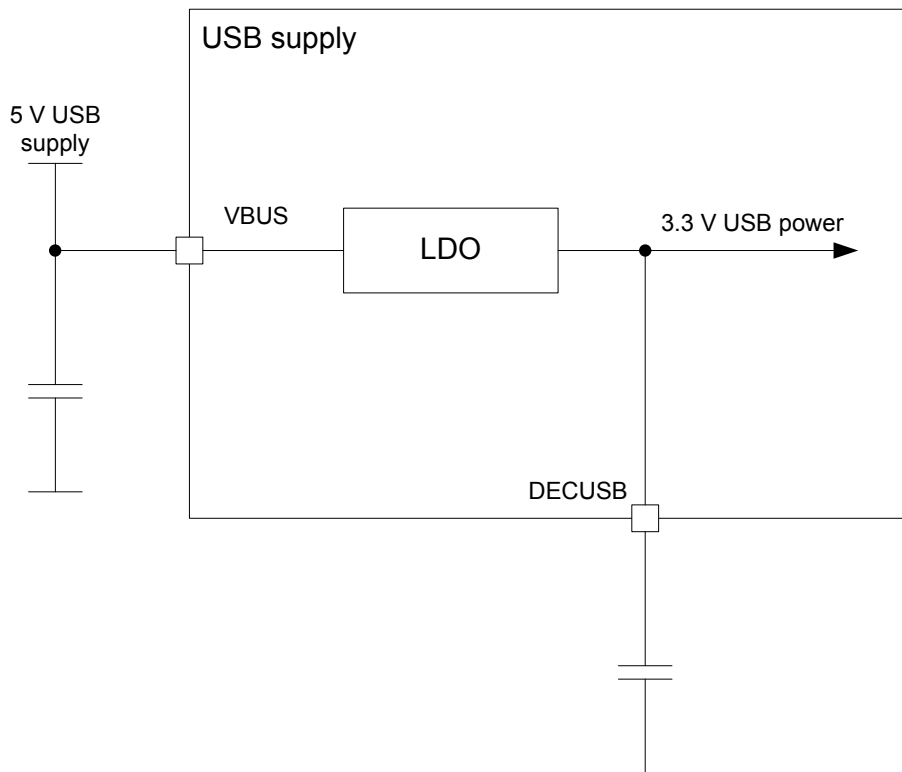 USB supply
5 V USB
supply
VBUS
LDO
3.3 V USB power
DECUSB